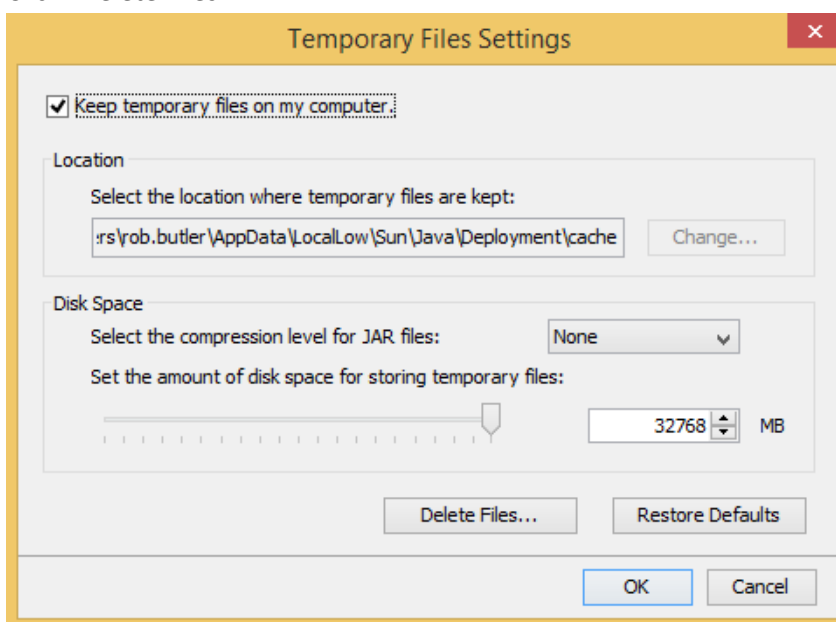 Temporary Files Settings
Keep temporary files on my computer.
Location
Select the location where temporary files are kept:
rs\rob.butler\AppData\LocalLow\Sun\Java\Deployment\cache
Change...
Disk Space
Select the compression level for JAR files:
None
Set the amount of disk space for storing temporary files:
32768 MB
Delete Files...
Restore Defaults
OK
Cancel